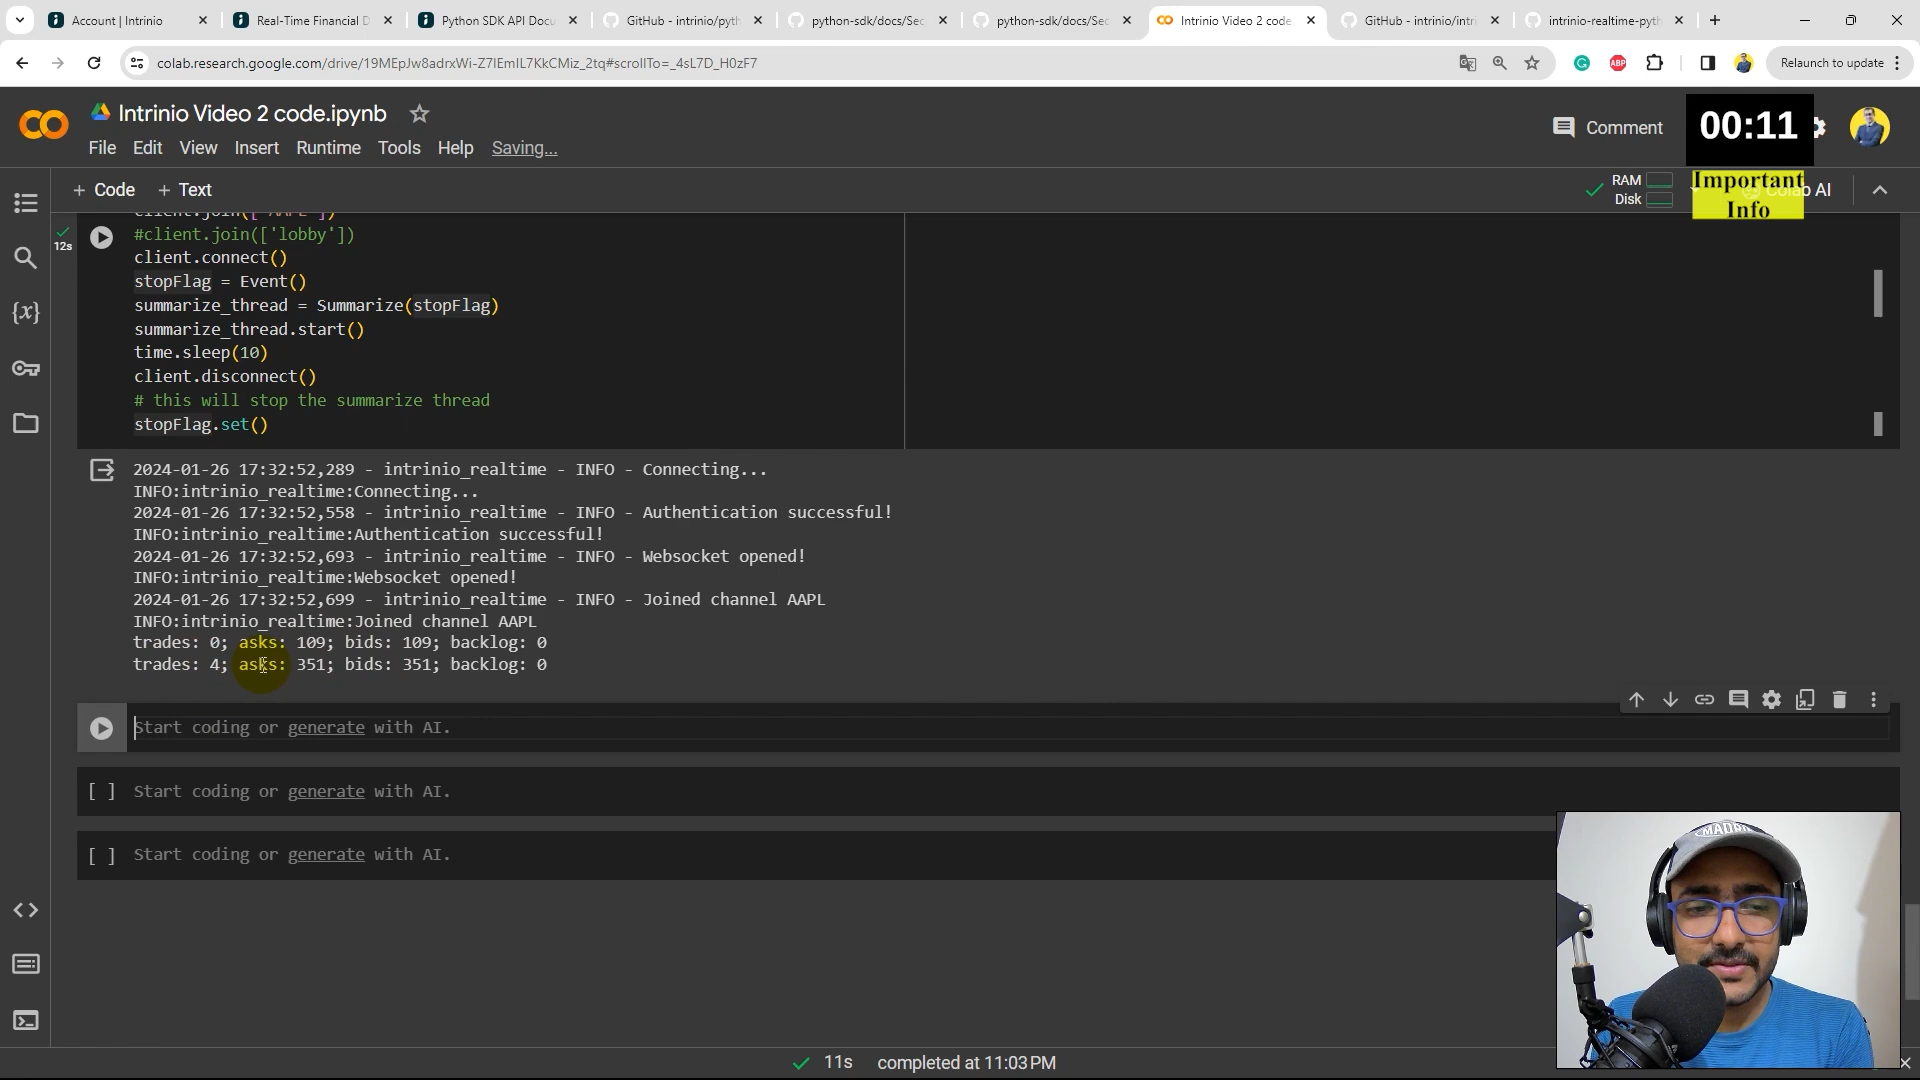 Account | Intrinio
Real-Time Financial D
Python SDK API Docu
GitHub - intrinio/pyth
python-sdk/docs/Sec
python-sdk/docs/Sec
Intrinio Video 2 code
GitHub - intrinio/intri
intrinio-realtime-pyth
colab.research.google.com/drive/19MEpJw8adrxWi-Z7lEmlL7KkCMiz_2tq#scrollTo=_4sL7D_H0zF7
ABP
Relaunch to update
Intrinio Video 2 code.ipynb
Comment
00:11
File Edit View Insert Runtime Tools Help Saving...
+ Code + Text
RAM
Disk
Important
Info
Colab AI
client.join(['AAPL'])
12s
#client.join(['lobby'])
client.connect()
stopFlag = Event()
summarize_thread = Summarize(stopFlag)
summarize_thread.start()
time.sleep(10)
client.disconnect()
# this will stop the summarize thread
stopFlag.set()
2024-01-26 17:32:52,289 - intrinio_realtime - INFO - Connecting...
INFO:intrinio_realtime:Connecting...
2024-01-26 17:32:52,558 - intrinio_realtime - INFO - Authentication successful!
INFO:intrinio_realtime:Authentication successful!
2024-01-26 17:32:52,693 - intrinio_realtime - INFO - Websocket opened!
INFO:intrinio_realtime:Websocket opened!
2024-01-26 17:32:52,699 - intrinio_realtime - INFO - Joined channel AAPL
INFO:intrinio_realtime:Joined channel AAPL
trades: 0; asks: 109; bids: 109; backlog: 0
trades: 4; asks: 351; bids: 351; backlog: 0
Start coding or generate with AI.
[ ] Start coding or generate with AI.
[ ] Start coding or generate with AI.
11s completed at 11:03 PM